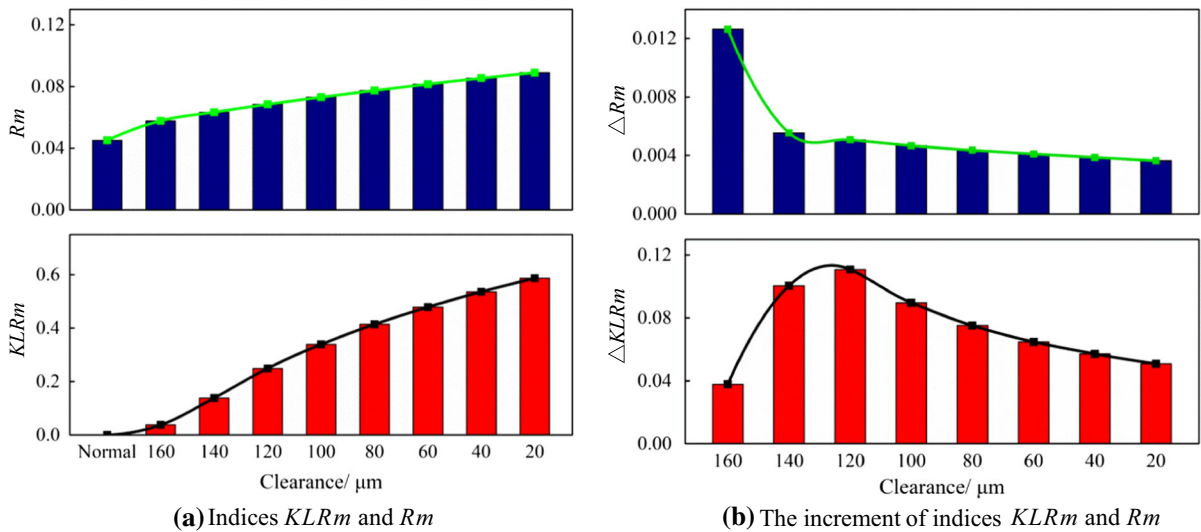 0.12
0.08
0.04
0.00
Rm
0.6
0.4
0.2
0.0
KLRm
Normal 160 140 120 100 80 60 40 20
Clearance/ μm
(a) Indices KLRm and Rm
0.012
0.008
0.004
0.000
△Rm
0.12
0.08
0.04
0.00
△KLRm
160 140 120 100 80 60 40 20
Clearance/ μm
(b) The increment of indices KLRm and Rm